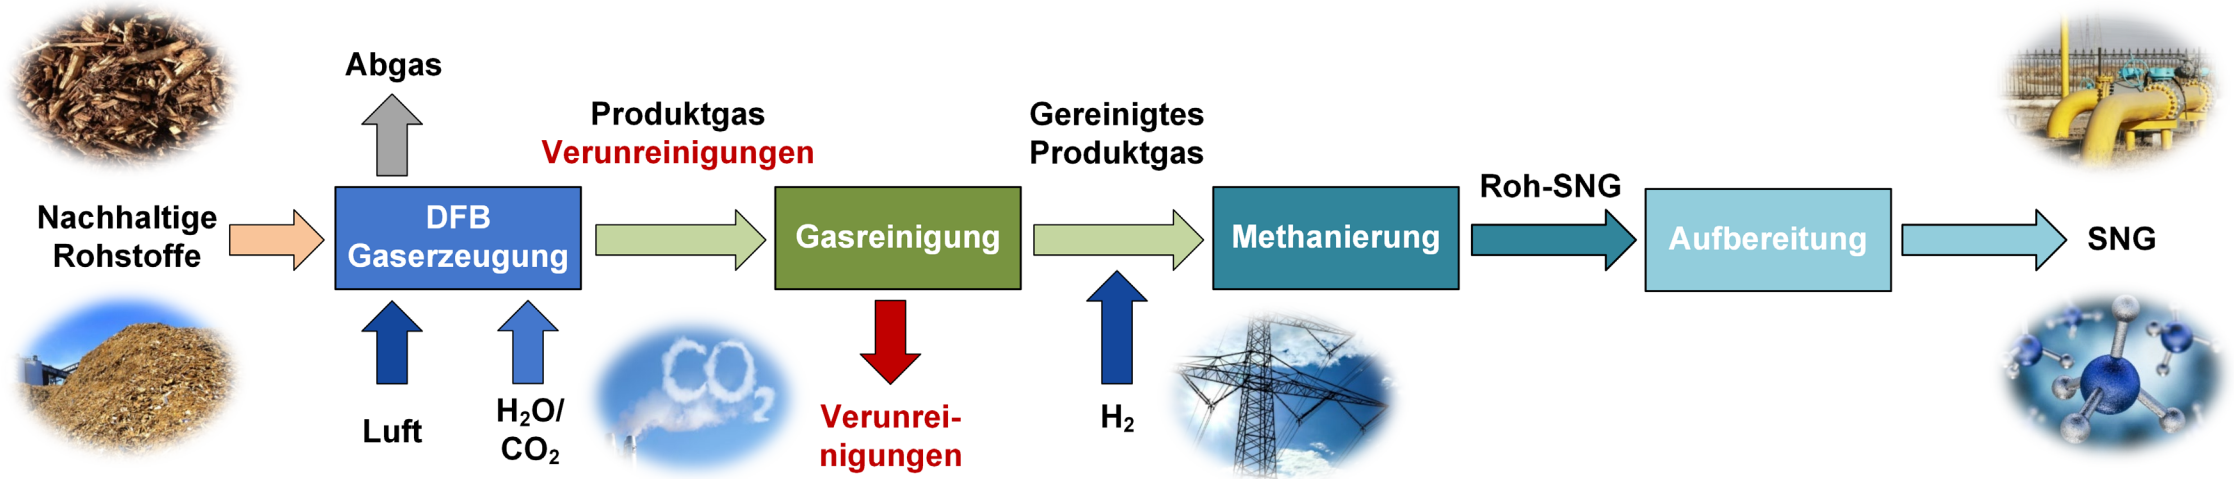 Abgas
Produktgas
Verunreinigungen
Gereinigtes
Produktgas
Nachhaltige
Rohstoffe
DFB
Gaserzeugung
Gasreinigung
Methanierung
Roh-SNG
Aufbereitung
SNG
Luft
H₂O/
CO₂
CO₂
Verunrei-
nigungen
H₂